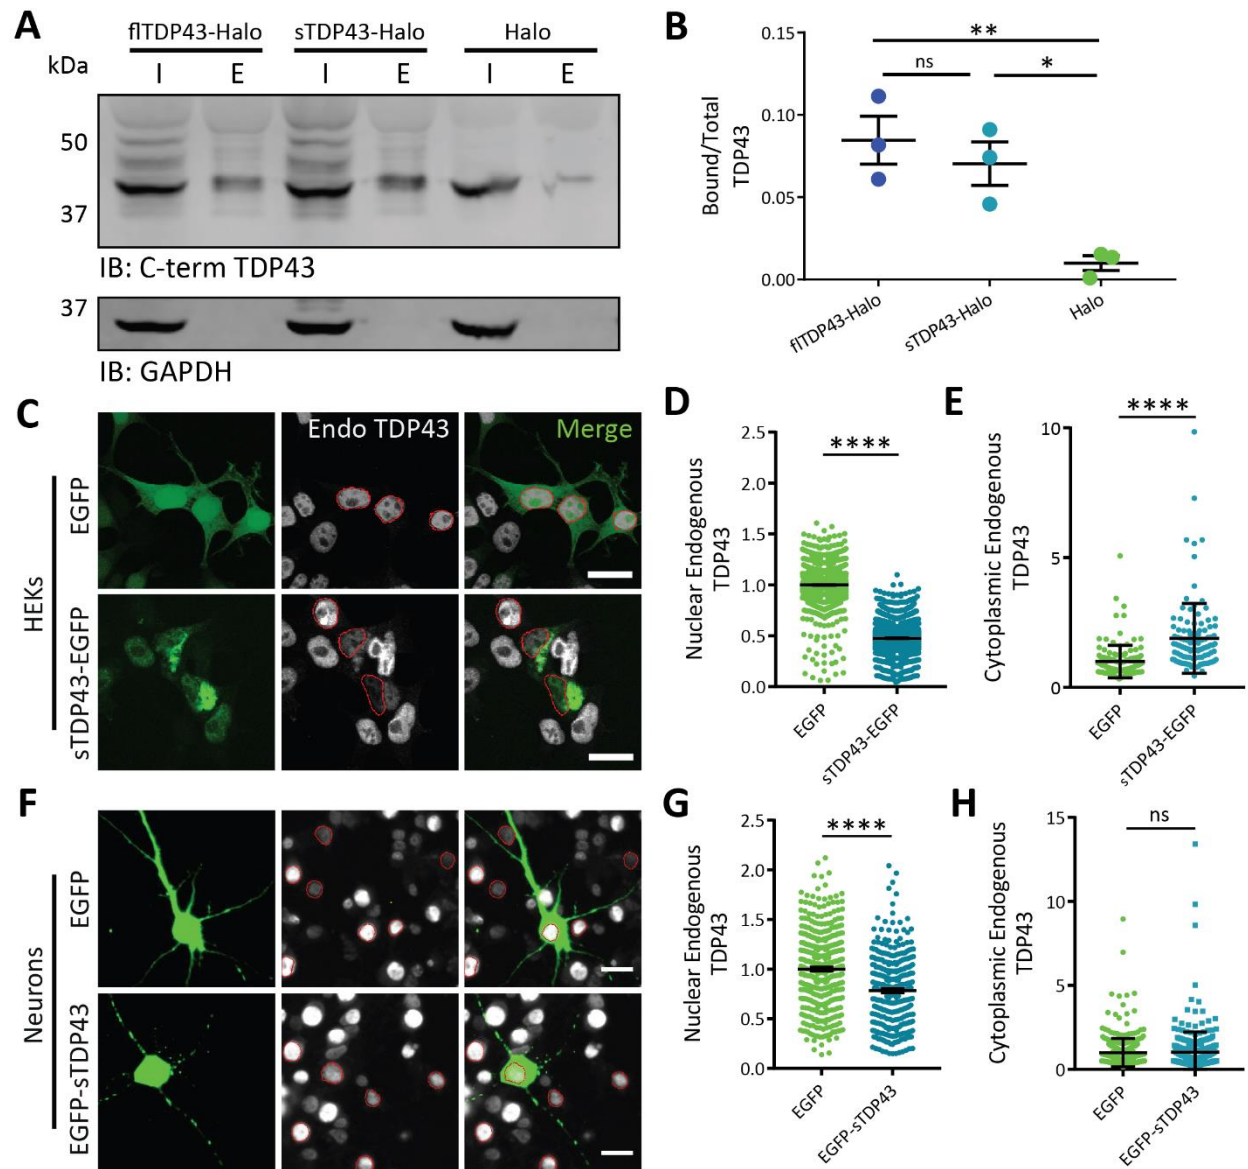 A
flTDP43-Halo sTDP43-Halo Halo
kDa
I E I E I E
50
37
IB: C-term TDP43
37
IB: GAPDH
B
Bound/Total
TDP43
0.15
0.10
0.05
0.00
**
ns
*
flTDP43-Halo
sTDP43-Halo
Halo
C
HEKs
EGFP
sTDP43-EGFP
Endo TDP43
Merge
D
Nuclear Endogenous
TDP43
2.5
2.0
1.5
1.0
0.5
0.0
****
EGFP
sTDP43-EGFP
E
Cytoplasmic Endogenous
TDP43
10
5
0
****
EGFP
sTDP43-EGFP
F
Neurons
EGFP
EGFP-sTDP43
G
Nuclear Endogenous
TDP43
2.5
2.0
1.5
1.0
0.5
0.0
****
EGFP
EGFP-sTDP43
H
Cytoplasmic Endogenous
TDP43
15
10
5
0
ns
EGFP
EGFP-sTDP43